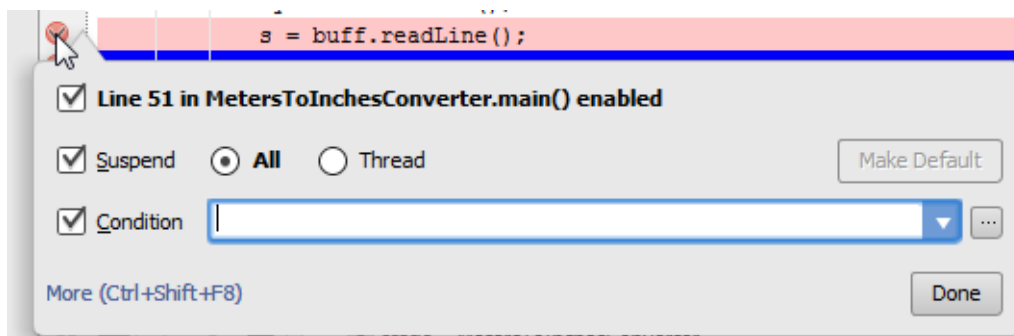 s = buff.readLine();
Line 51 in MetersToInchesConverter.main() enabled
Suspend All Thread Make Default
Condition ...
More (Ctrl+Shift+F8) Done